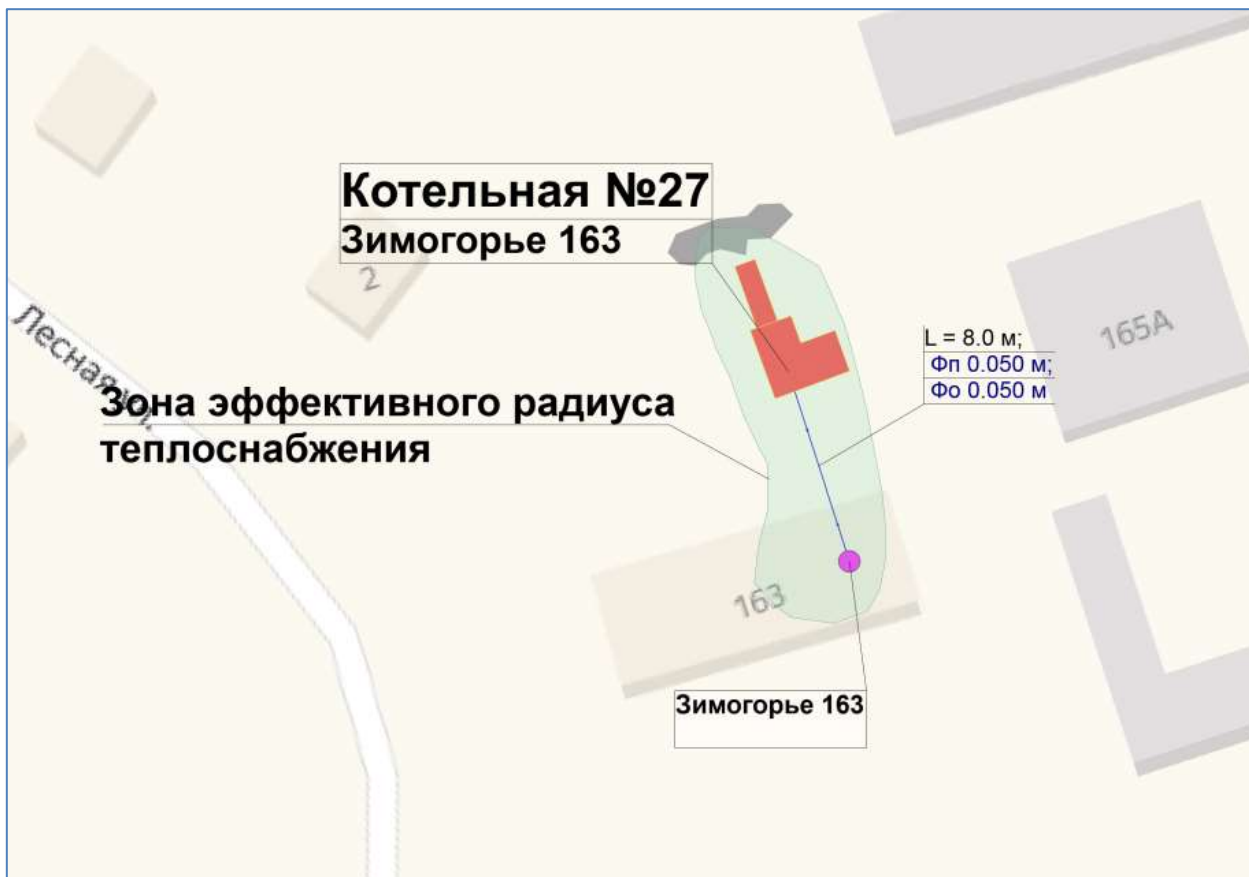 Котельная №27
Зимогорье 163
2
Лесная ул.
165А
L = 8.0 м;
Фп 0.050 м;
Фо 0.050 м
Зона эффективного радиуса
теплоснабжения
163
Зимогорье 163